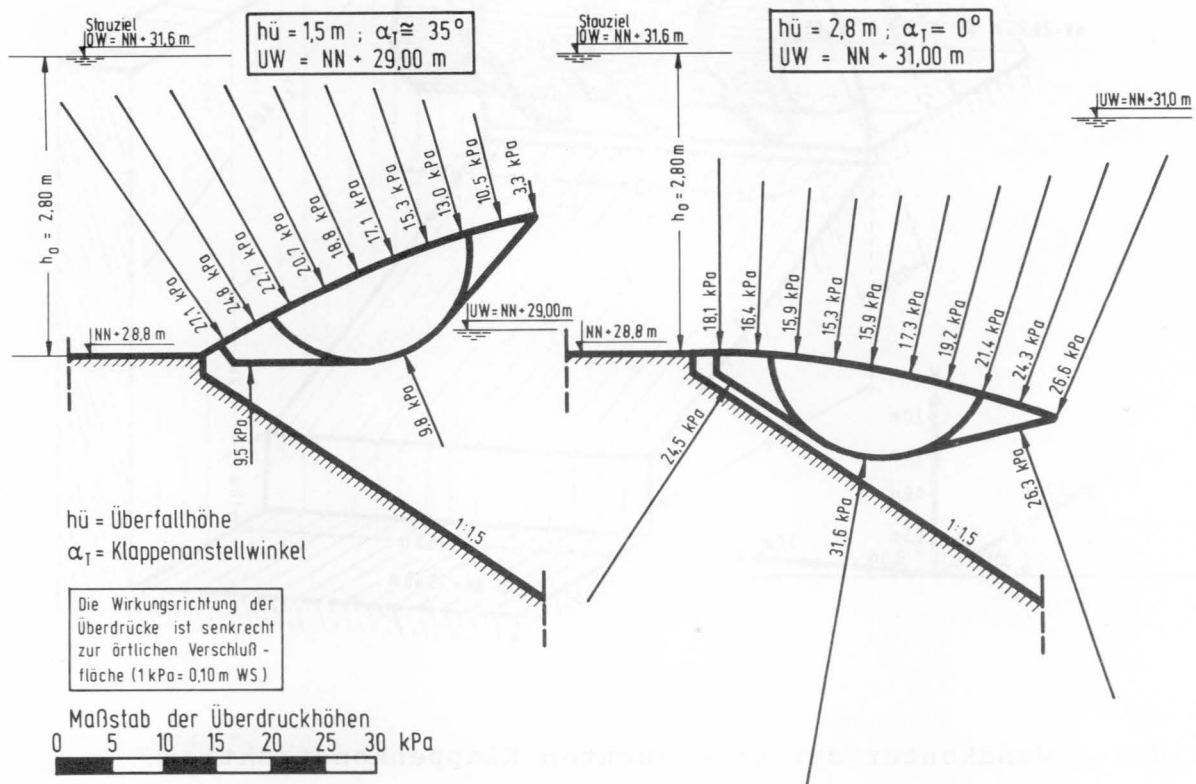 Stauziel
OW = NN + 31,6 m
hü = 1,5 m ; α_T ≅ 35°
UW = NN + 29,00 m
h₀ = 2,80 m
27,1 kPa
24,8 kPa
22,7 kPa
20,7 kPa
18,8 kPa
17,1 kPa
15,3 kPa
13,0 kPa
10,5 kPa
3,3 kPa
NN + 28,8 m
UW = NN + 29,00 m
9,5 kPa
9,8 kPa
1:1,5
Stauziel
OW = NN + 31,6 m
hü = 2,8 m ; α_T = 0°
UW = NN + 31,00 m
UW = NN + 31,0 m
h₀ = 2,80 m
18,1 kPa
16,4 kPa
15,9 kPa
15,3 kPa
15,9 kPa
17,3 kPa
19,2 kPa
21,4 kPa
24,3 kPa
26,6 kPa
NN + 28,8 m
24,5 kPa
31,6 kPa
26,3 kPa
1:1,5
hü = Überfallhöhe
α_T = Klappenanstellwinkel
Die Wirkungsrichtung der
Überdrücke ist senkrecht
zur örtlichen Verschluß -
fläche (1 kPa = 0,10 m WS)
Maßstab der Überdruckhöhen
0 5 10 15 20 25 30 kPa